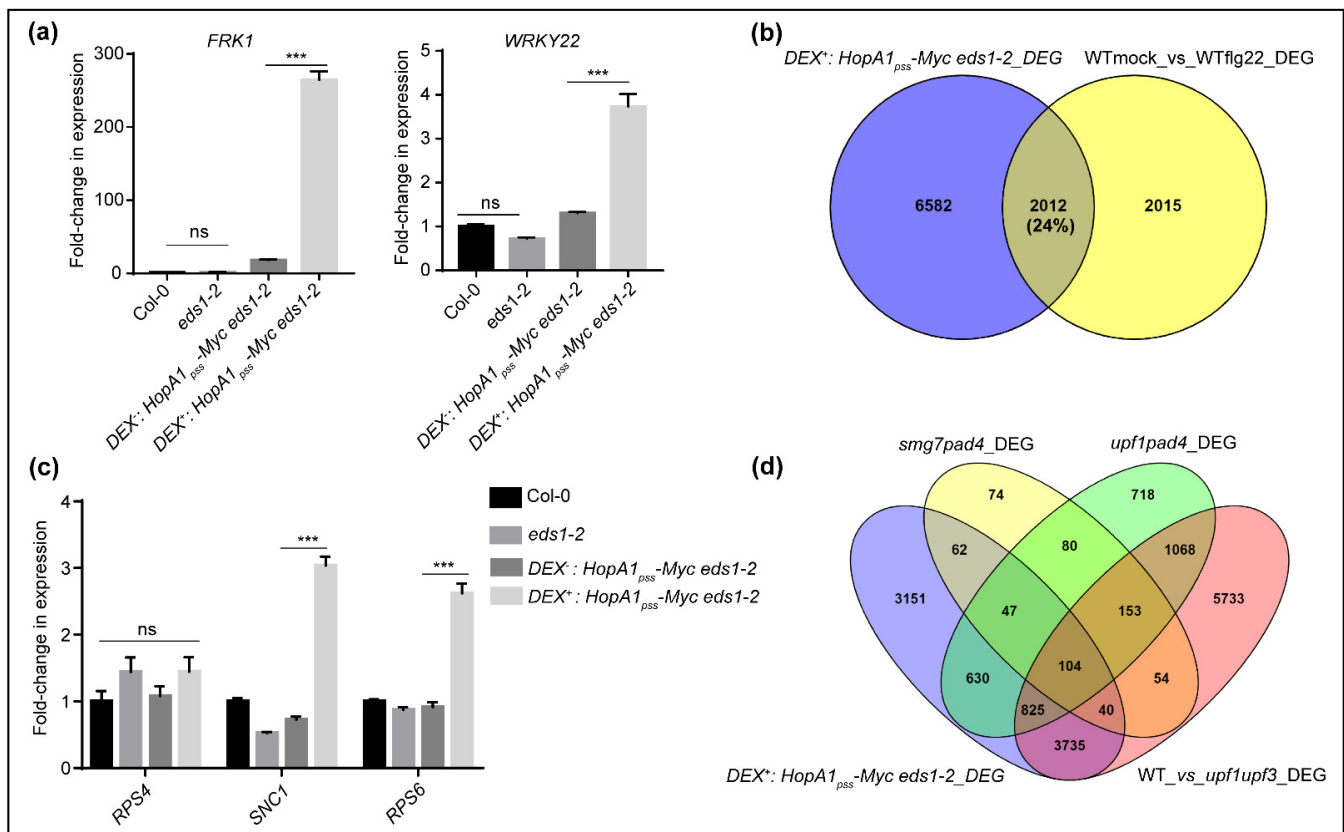 (a)
FRK1
Fold-change in expression
300
200
100
0
ns
***
Col-0
eds1-2
DEX-: HopA1pss-Myc eds1-2
DEX+: HopA1pss-Myc eds1-2
WRKY22
Fold-change in expression
5
4
3
2
1
0
ns
***
Col-0
eds1-2
DEX-: HopA1pss-Myc eds1-2
DEX+: HopA1pss-Myc eds1-2
(b)
DEX+: HopA1pss-Myc eds1-2_DEG
WTmock_vs_WTflg22_DEG
6582
2012
(24%)
2015
(c)
Fold-change in expression
4
3
2
1
0
ns
***
***
RPS4
SNC1
RPS6
Col-0
eds1-2
DEX-: HopA1pss-Myc eds1-2
DEX+: HopA1pss-Myc eds1-2
(d)
smg7pad4_DEG
upf1pad4_DEG
74
718
62
80
1068
3151
47
153
5733
104
630
54
825
40
3735
DEX+: HopA1pss-Myc eds1-2_DEG
WT_vs_upf1upf3_DEG